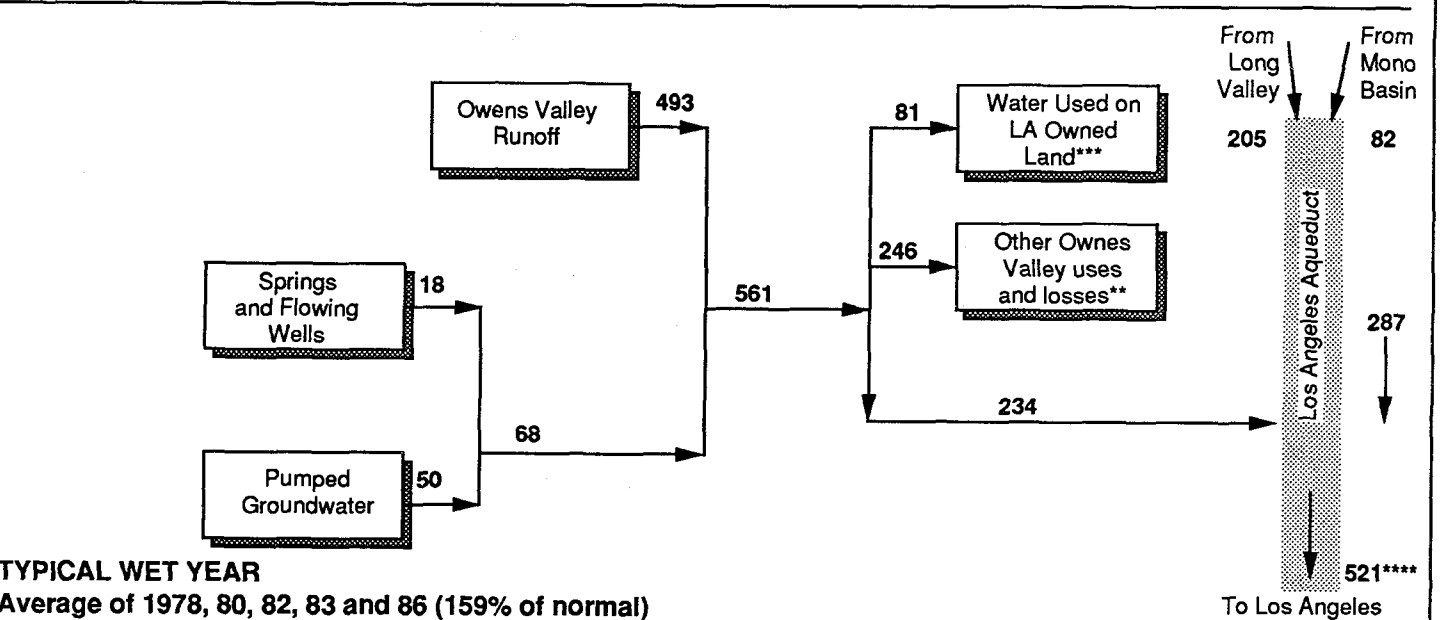 From
Long
Valley
From
Mono
Basin
Owens Valley
Runoff
493
81
Water Used on
LA Owned
Land***
205
82
Los Angeles Aqueduct
Springs
and Flowing
Wells
18
246
Other Ownes
Valley uses
and losses**
561
287
234
68
Pumped
Groundwater
50
TYPICAL WET YEAR
Average of 1978, 80, 82, 83 and 86 (159% of normal)
521****
To Los Angeles